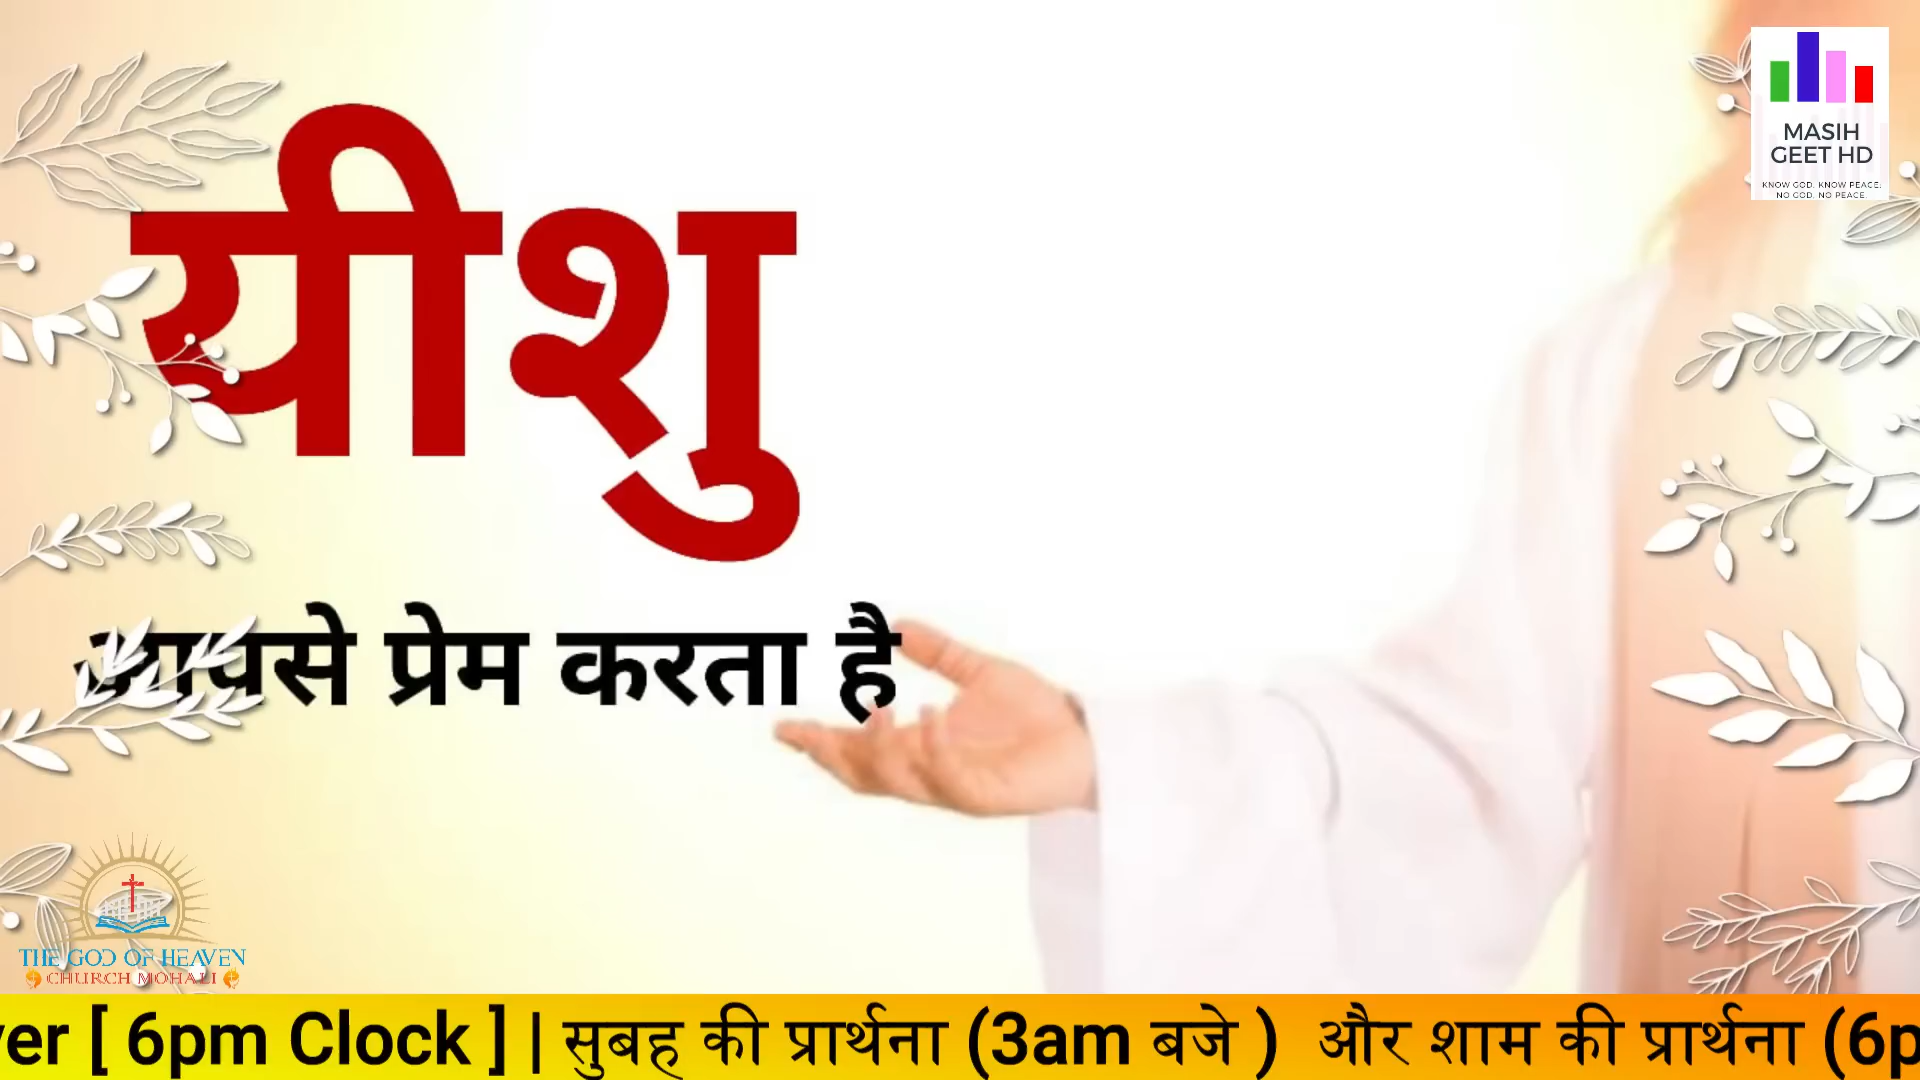 MASIH
GEET HD
KNOW GOD, KNOW PEACE.
NO GOD, NO PEACE.
यीशु
आपसे प्रेम करता है
THE GOD OF HEAVEN
CHURCH MOHALI
yer [ 6pm Clock ] | सुबह की प्रार्थना (3am बजे ) और शाम की प्रार्थना (6p